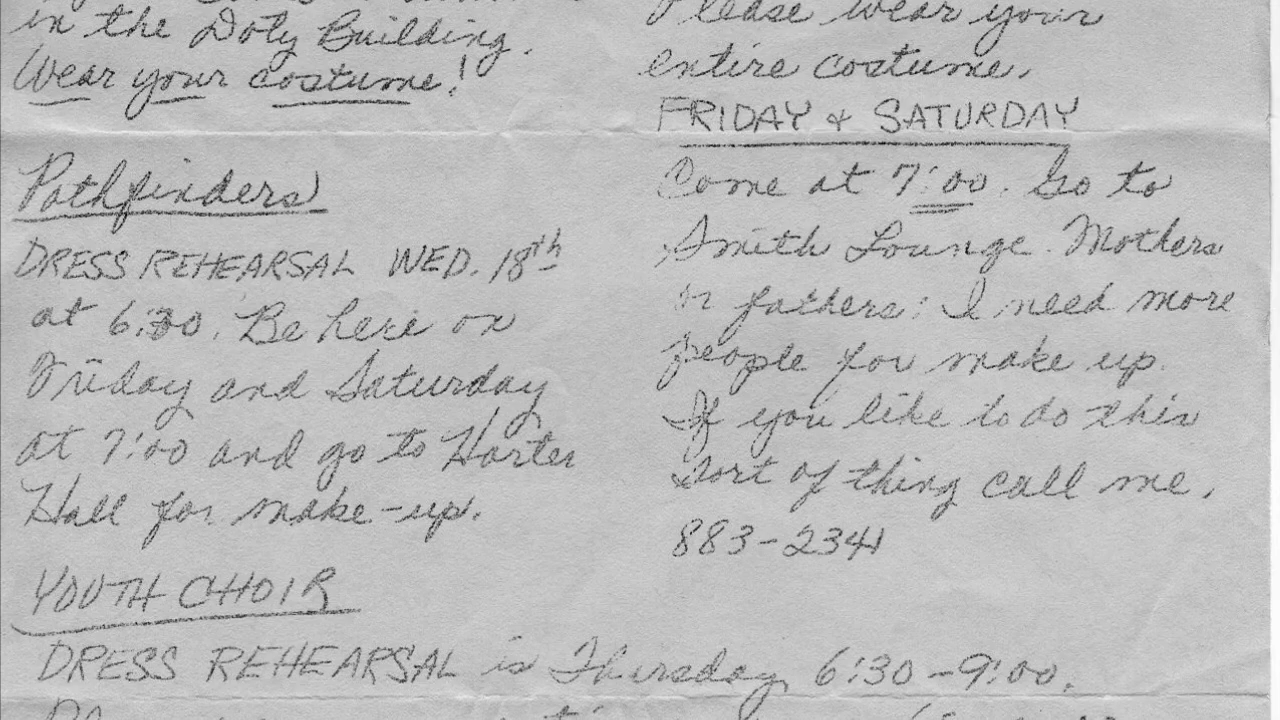 in the Doty Building.
Wear your costume!
Pathfinders
DRESS REHEARSAL WED. 18th
at 6:30. Be here on
Friday and Saturday
at 7:00 and go to Harter
Hall for make-up.
Please wear your
entire costume.
FRIDAY & SATURDAY
Come at 7:00. Go to
Smith Lounge. Mothers
or fathers: I need more
people for make up.
If you like to do this
sort of thing call me.
883-2341
YOUTH CHOIR
DRESS REHEARSAL is Thursday, 6:30-9:00.